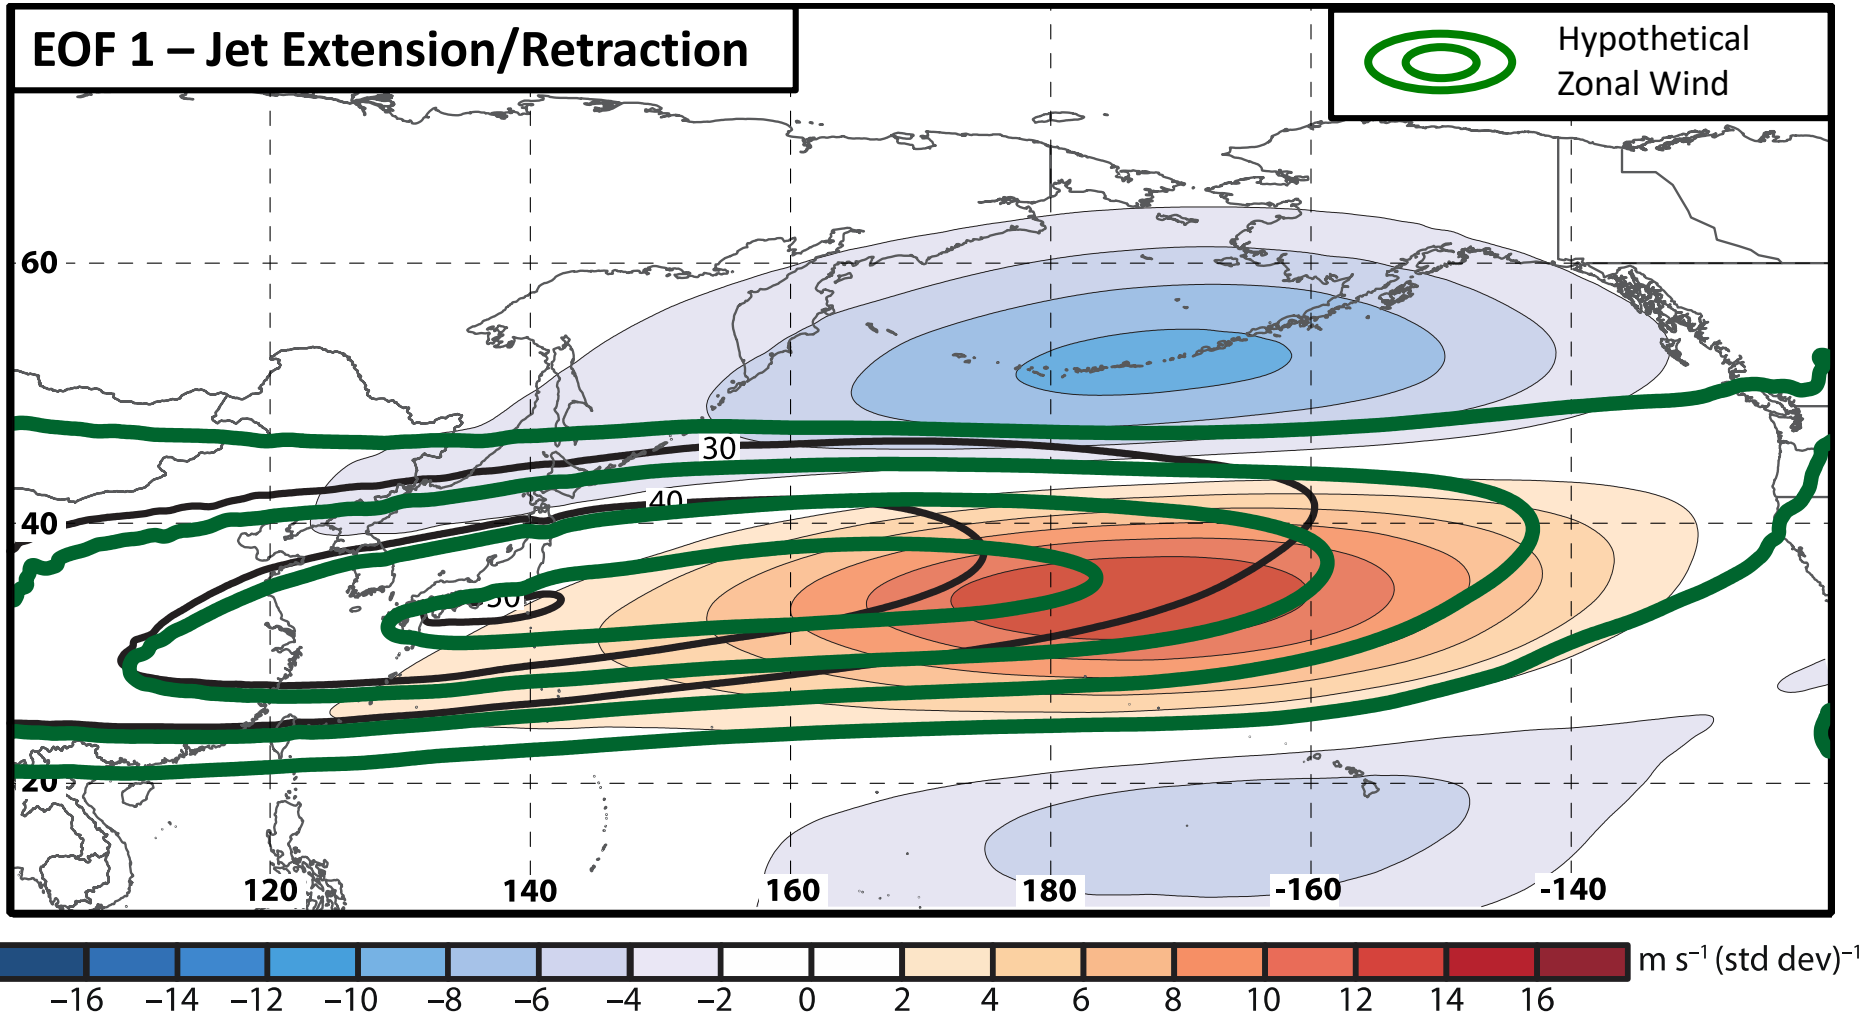 EOF 1 – Jet Extension/Retraction
Hypothetical
Zonal Wind
60
30
40
40
50
20
120 140 160 180 -160 -140
−16 −14 −12 −10 −8 −6 −4 −2 0 2 4 6 8 10 12 14 16
m s⁻¹ (std dev)⁻¹